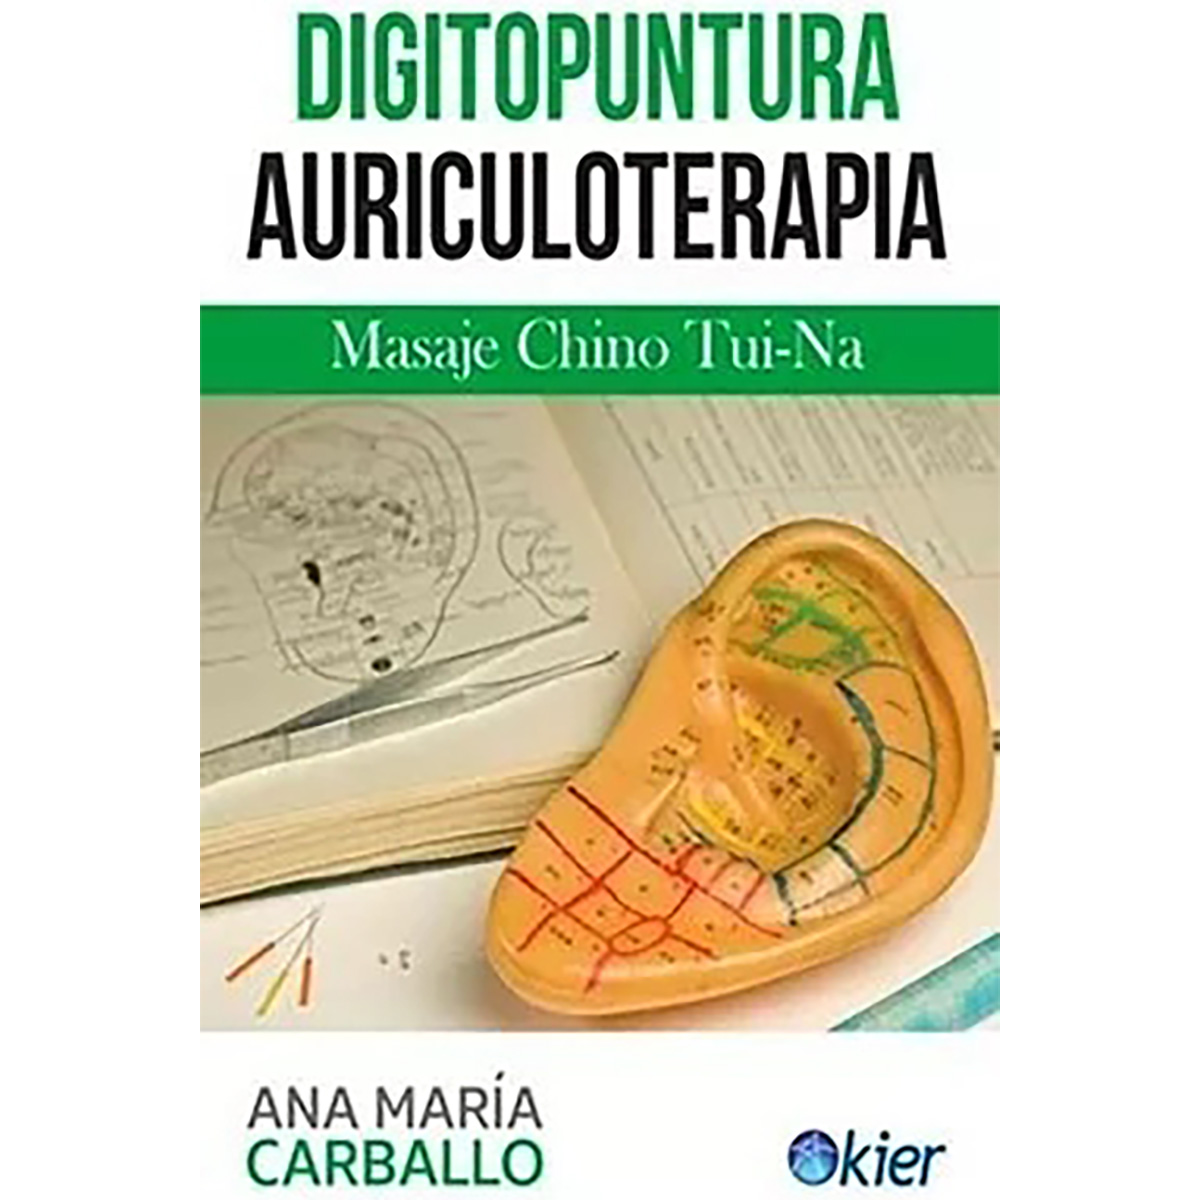 DIGITOPUNTURA
AURICULOTERAPIA
Masaje Chino Tui-Na
ANA MARÍA
CARBALLO
kier